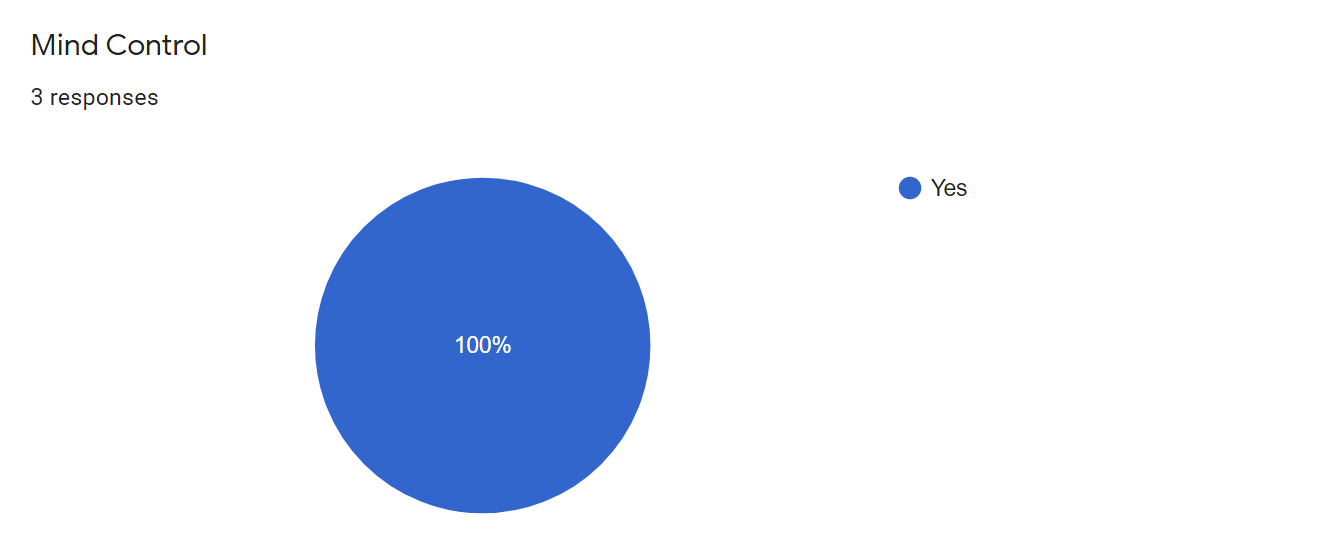 Mind Control
3 responses
Yes
100%